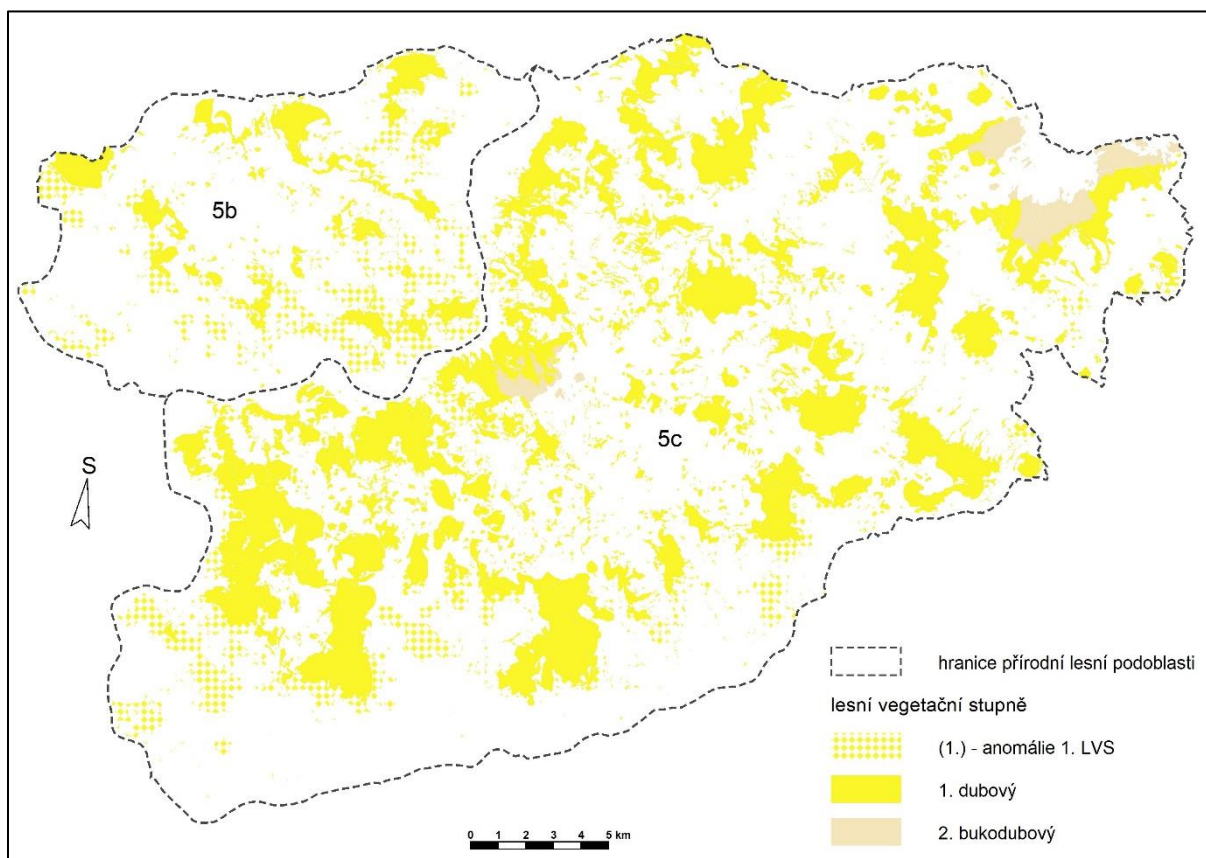 5b
5c
S
hranice přírodní lesní podoblasti
lesní vegetační stupně
(1.) - anomálie 1. LVS
1. dubový
2. bukodubový
0 1 2 3 4 5 km